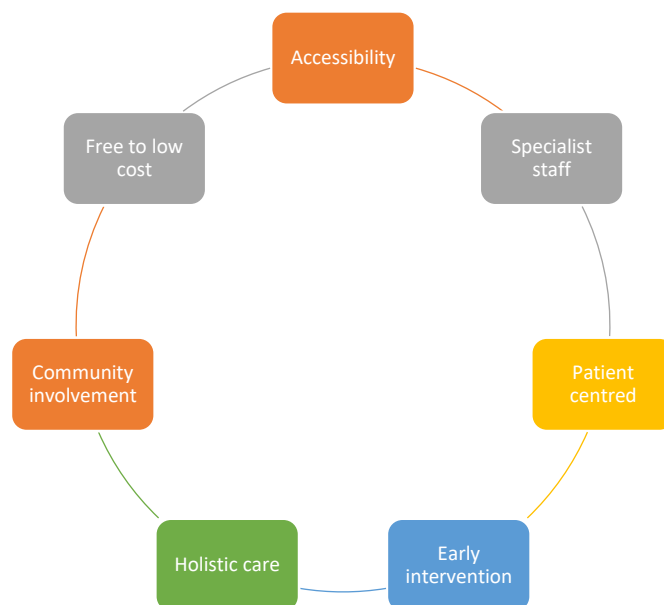 Accessibility
Specialist
staff
Patient
centred
Early
intervention
Holistic care
Community
involvement
Free to low
cost